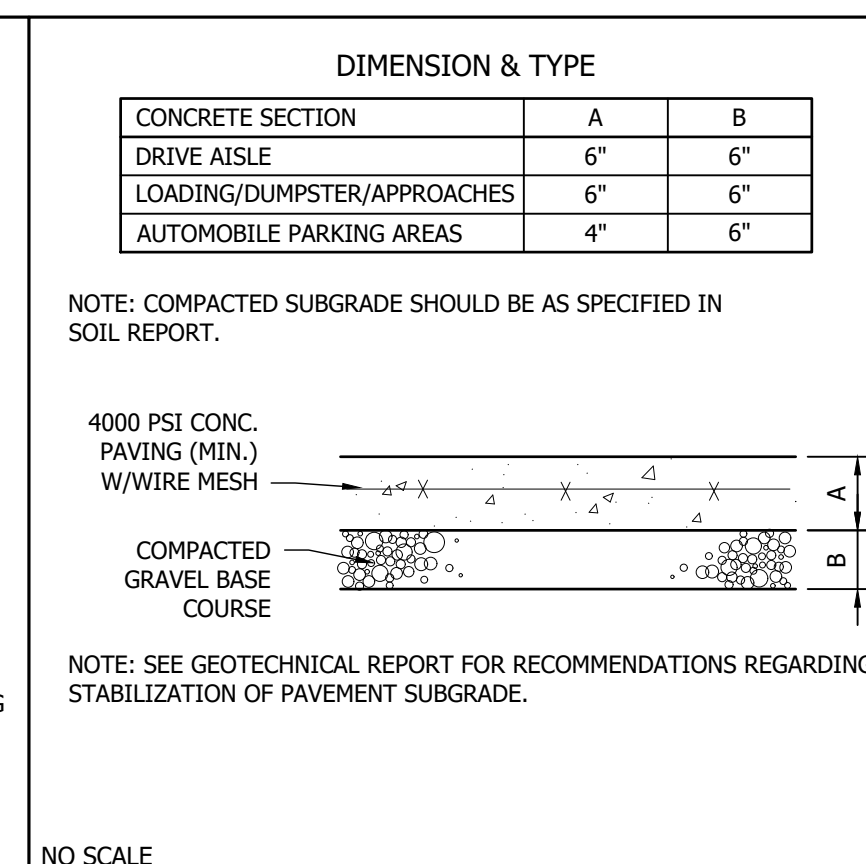 DIMENSION & TYPE
CONCRETE SECTION A B
DRIVE AISLE 6" 6"
LOADING/DUMPSTER/APPROACHES 6" 6"
AUTOMOBILE PARKING AREAS 4" 6"
NOTE: COMPACTED SUBGRADE SHOULD BE AS SPECIFIED IN
SOIL REPORT.
4000 PSI CONC.
PAVING (MIN.)
W/WIRE MESH
A
COMPACTED
GRAVEL BASE
COURSE
B
NOTE: SEE GEOTECHNICAL REPORT FOR RECOMMENDATIONS REGARDING
STABILIZATION OF PAVEMENT SUBGRADE.
G
NO SCALE